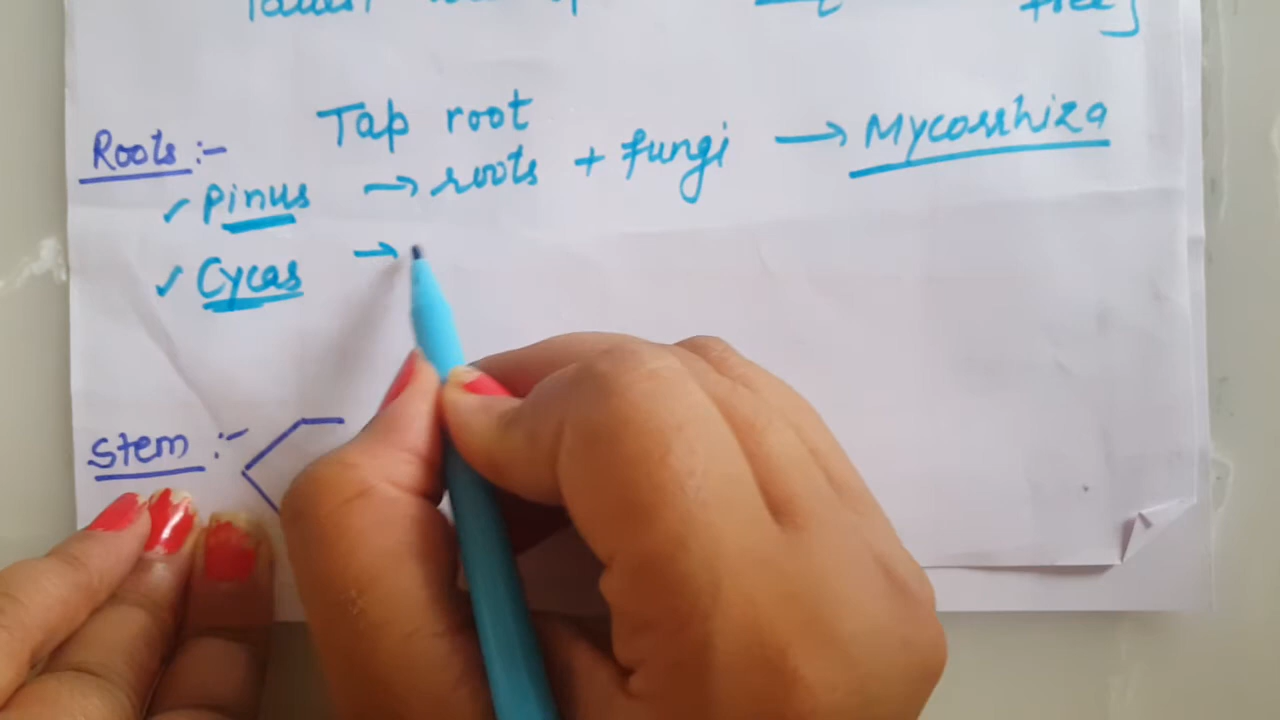 Tap root
Roots :-
✓ Pinus → roots + fungi → Mycorrhiza
✓ Cycas →
Stem :-